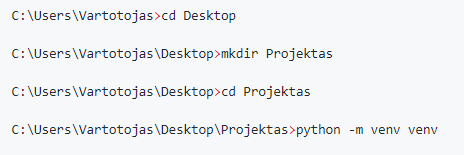 C:\Users\Vartotojas>cd Desktop
C:\Users\Vartotojas\Desktop>mkdir Projektas
C:\Users\Vartotojas\Desktop>cd Projektas
C:\Users\Vartotojas\Desktop\Projektas>python -m venv venv